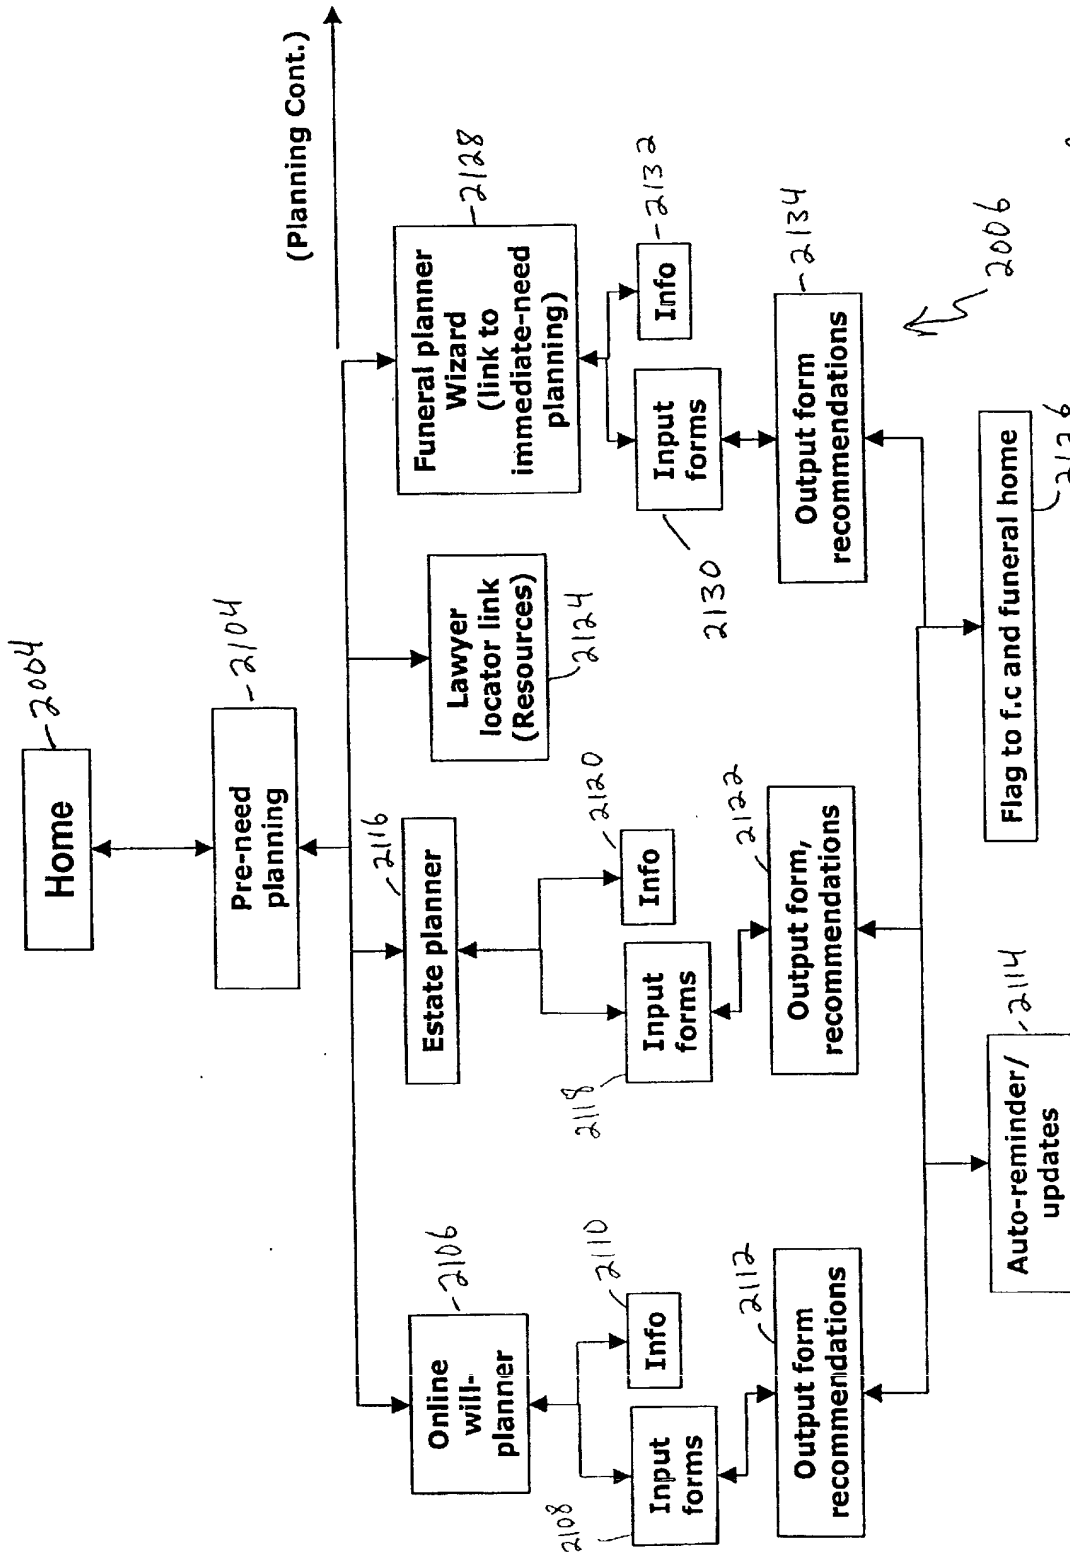 Home
2004
Pre-need
planning
2104
(Planning Cont.)
Online
will-
planner
2106
Estate planner
2116
Lawyer
locator link
(Resources)
2124
Funeral planner
Wizard
(link to
immediate-need
planning)
2128
Input
forms
2108
Info
2110
Input
forms
2118
Info
2120
Input
forms
2130
Info
2132
Output form
recommendations
2112
Output form,
recommendations
2122
Output form
recommendations
2134
2006
Auto-reminder/
updates
2114
Flag to f.c and funeral home
2126